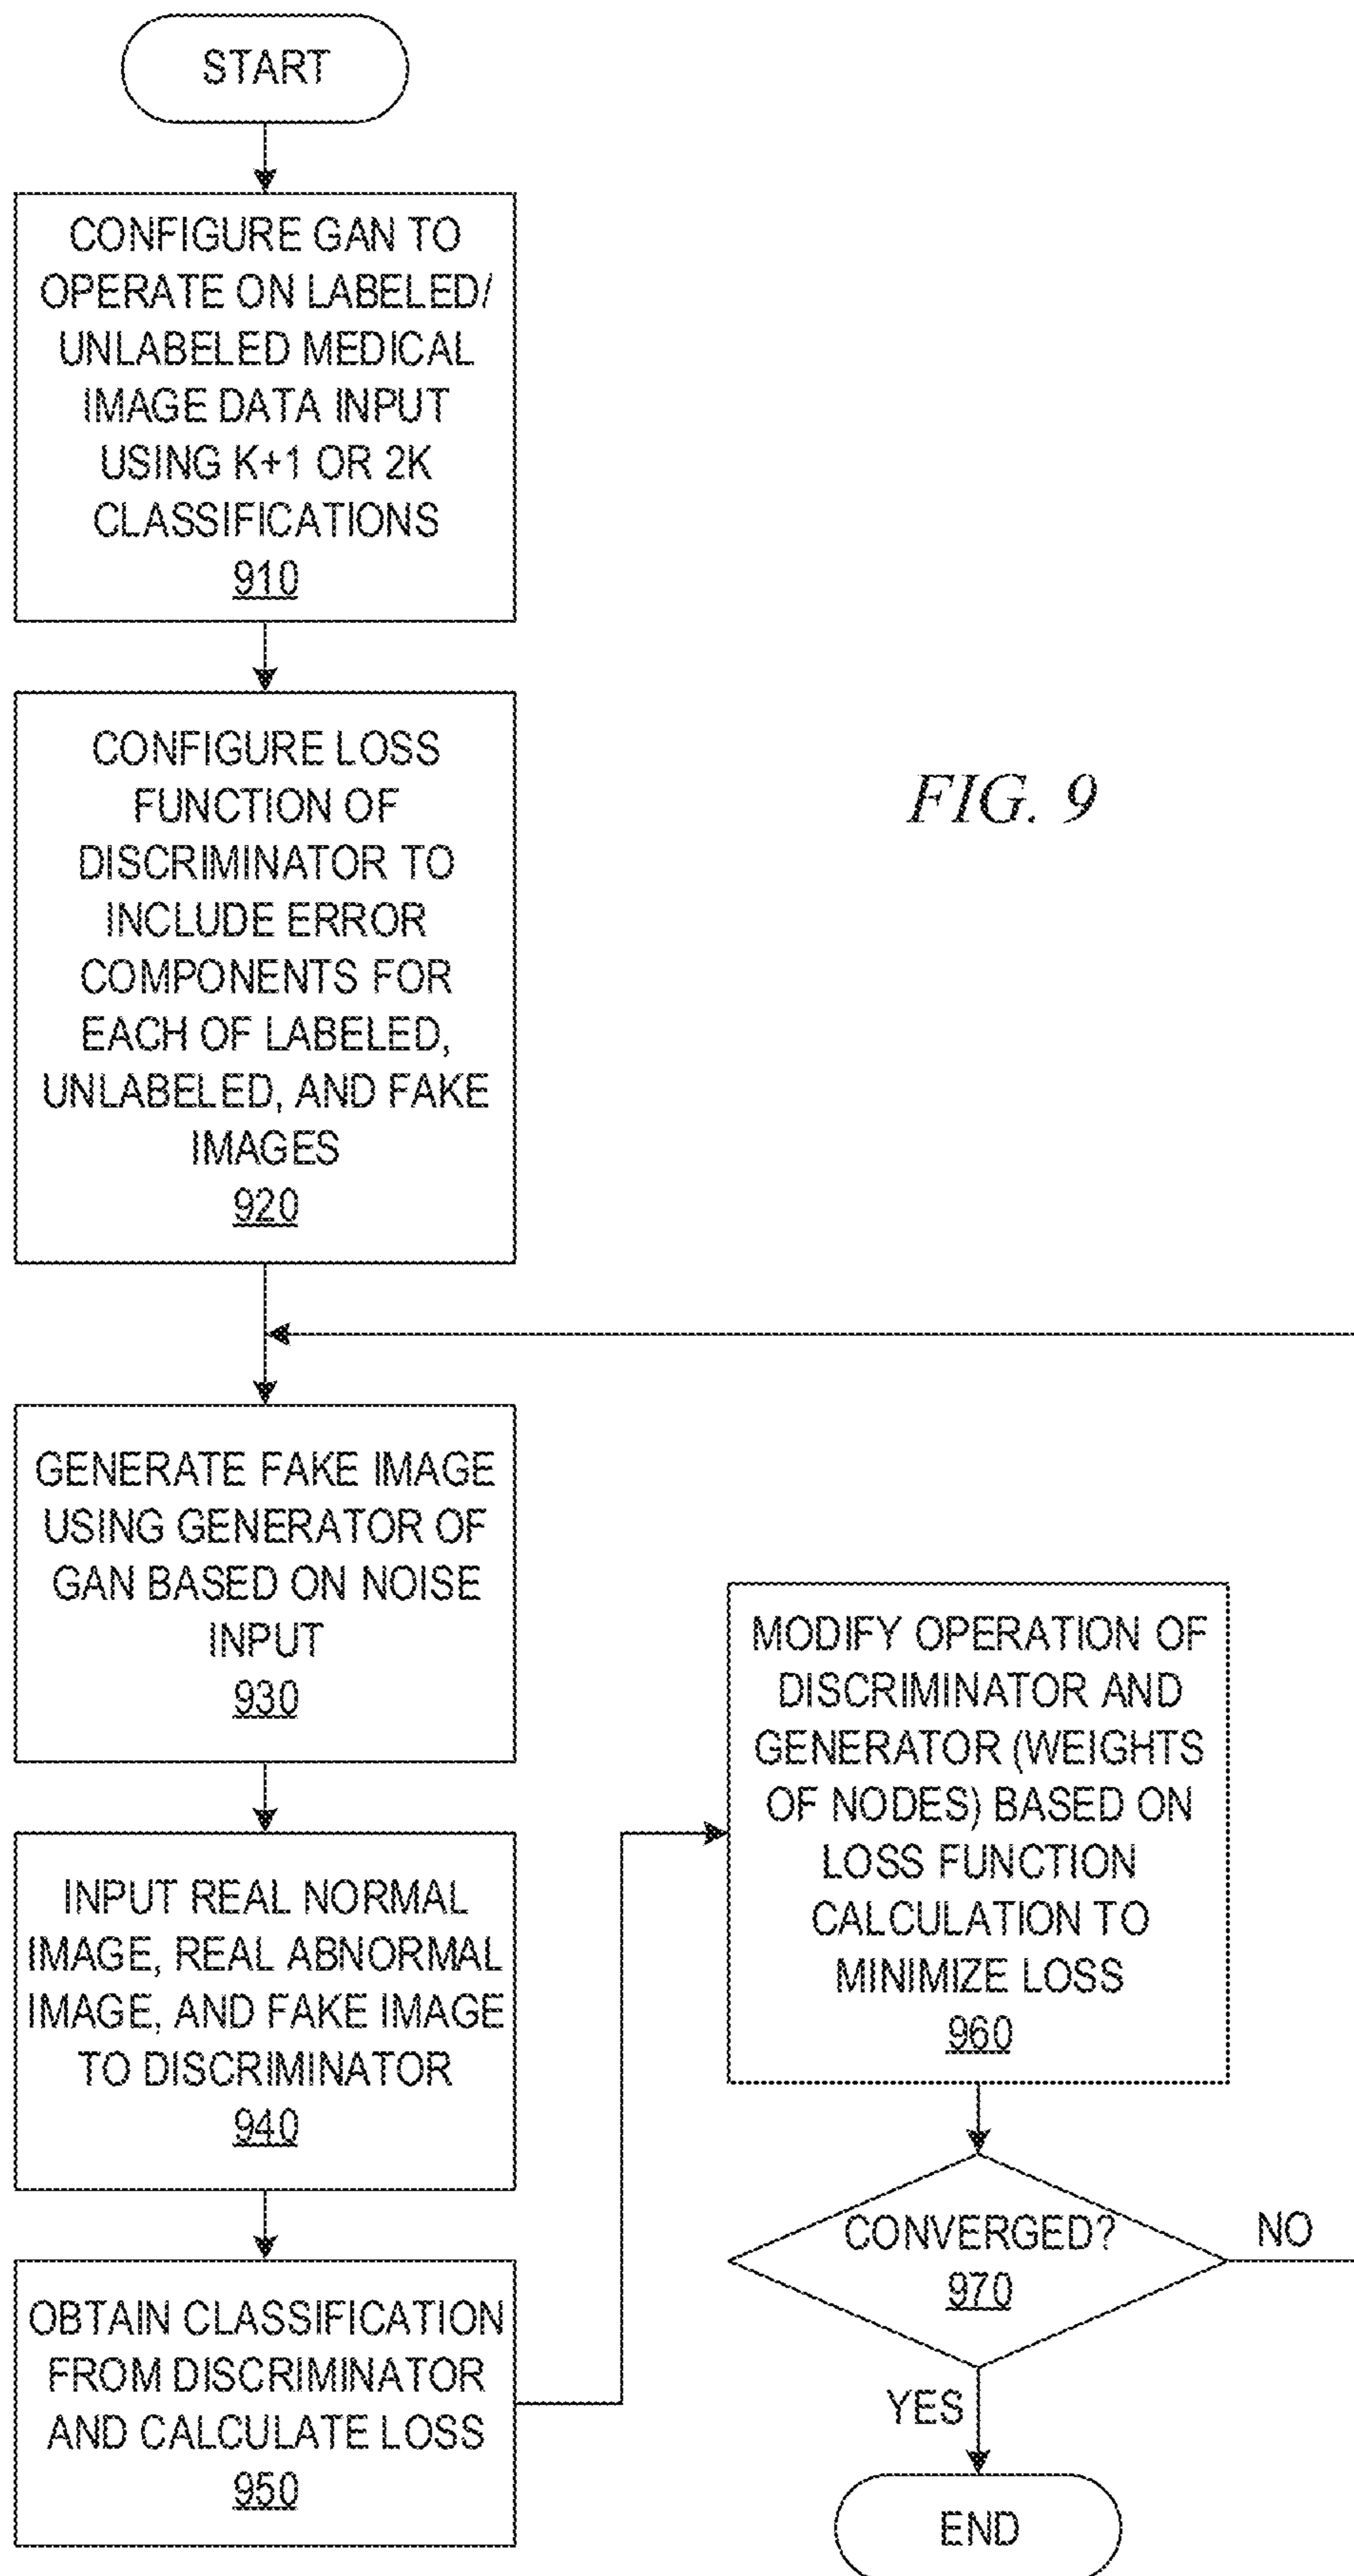 START
CONFIGURE GAN TO
OPERATE ON LABELED/
UNLABELED MEDICAL
IMAGE DATA INPUT
USING K+1 OR 2K
CLASSIFICATIONS
910
CONFIGURE LOSS
FUNCTION OF
DISCRIMINATOR TO
INCLUDE ERROR
COMPONENTS FOR
EACH OF LABELED,
UNLABELED, AND FAKE
IMAGES
920
FIG. 9
GENERATE FAKE IMAGE
USING GENERATOR OF
GAN BASED ON NOISE
INPUT
930
INPUT REAL NORMAL
IMAGE, REAL ABNORMAL
IMAGE, AND FAKE IMAGE
TO DISCRIMINATOR
940
OBTAIN CLASSIFICATION
FROM DISCRIMINATOR
AND CALCULATE LOSS
950
MODIFY OPERATION OF
DISCRIMINATOR AND
GENERATOR (WEIGHTS
OF NODES) BASED ON
LOSS FUNCTION
CALCULATION TO
MINIMIZE LOSS
960
CONVERGED?
970
NO
YES
END